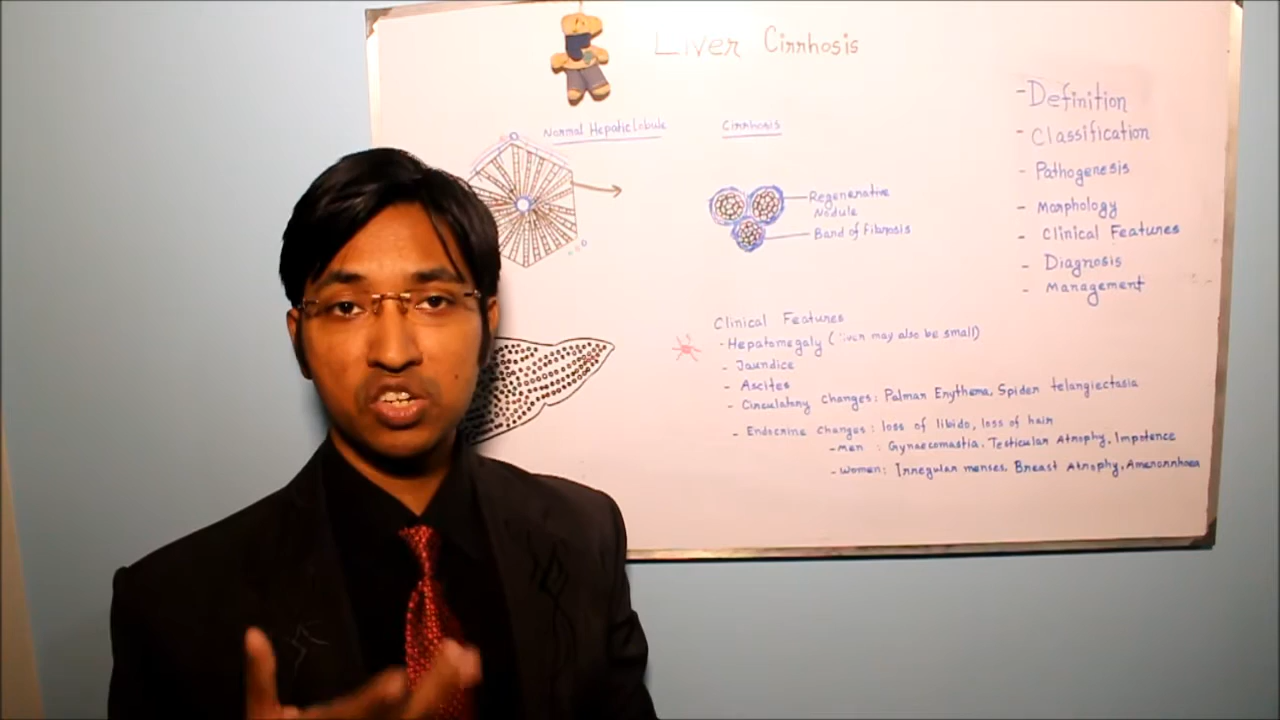 Liver Cirrhosis
Normal Hepatic Lobule
Cirrhosis
Regenerative
Nodule
Band of Fibrosis
- Definition
- Classification
- Pathogenesis
- Morphology
- Clinical Features
- Diagnosis
- Management
Clinical Features
- Hepatomegaly (liver may also be small)
- Jaundice
- Ascites
- Circulatory changes: Palmar Erythema, Spider telangiectasia
- Endocrine changes: loss of libido, loss of hair
- men : Gynaecomastia, Testicular Atrophy, Impotence
- women: Irregular menses, Breast Atrophy, Amenorrhoea